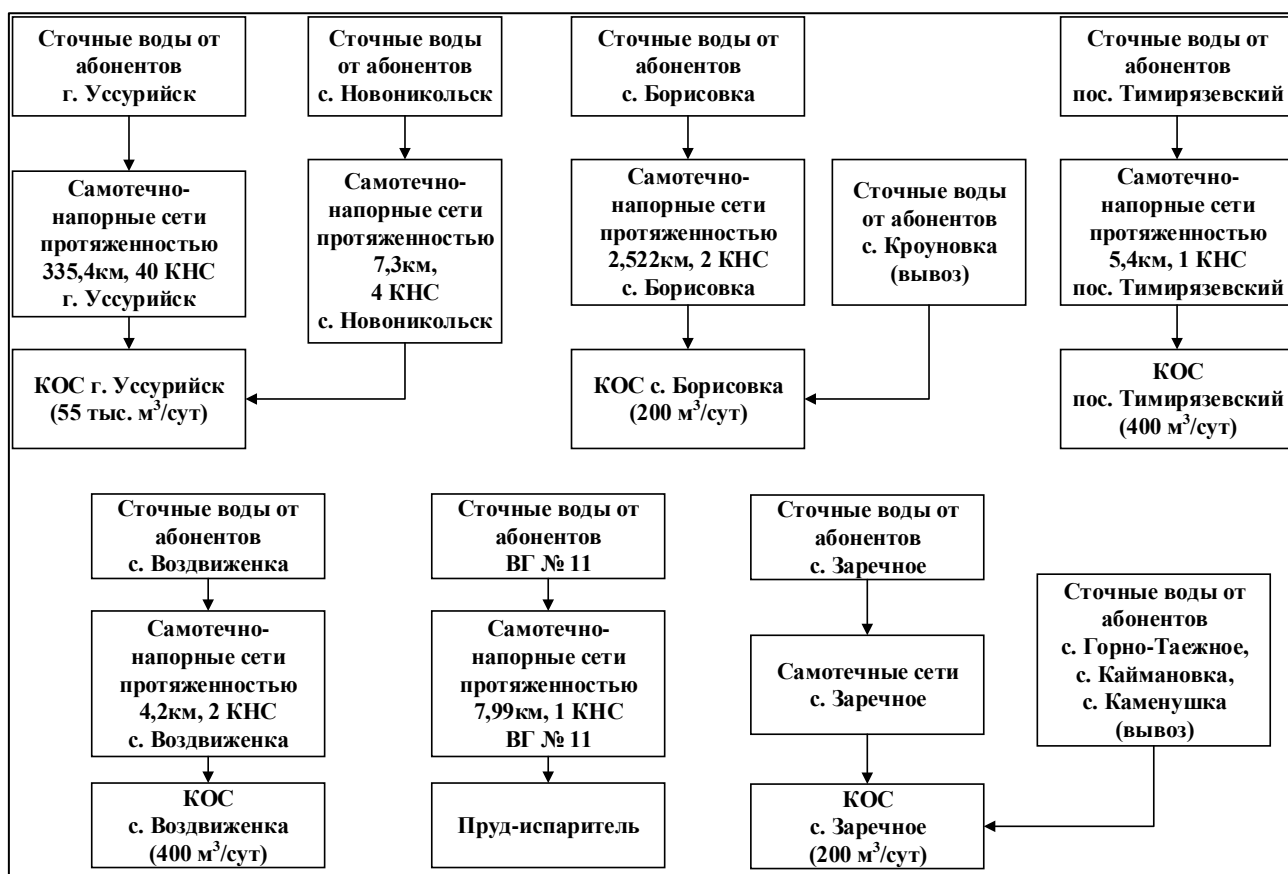 Сточные воды от
абонентов
г. Уссурийск
Сточные воды
от абонентов
с. Новоникольск
Сточные воды от
абонентов
с. Борисовка
Сточные воды от
абонентов
пос. Тимирязевский
Самотечно-
напорные сети
протяженностью
335,4км, 40 КНС
г. Уссурийск
Самотечно-
напорные сети
протяженностью
7,3км,
4 КНС
с. Новоникольск
Самотечно-
напорные сети
протяженностью
2,522км, 2 КНС
с. Борисовка
Сточные воды
от абонентов
с. Кроуновка
(вывоз)
Самотечно-
напорные сети
протяженностью
5,4км, 1 КНС
пос. Тимирязевский
КОС г. Уссурийск
(55 тыс. м³/сут)
КОС с. Борисовка
(200 м³/сут)
КОС
пос. Тимирязевский
(400 м³/сут)
Сточные воды от
абонентов
с. Воздвиженка
Сточные воды от
абонентов
ВГ № 11
Сточные воды от
абонентов
с. Заречное
Самотечно-
напорные сети
протяженностью
4,2км, 2 КНС
с. Воздвиженка
Самотечно-
напорные сети
протяженностью
7,99км, 1 КНС
ВГ № 11
Самотечные сети
с. Заречное
Сточные воды от
абонентов
с. Горно-Таежное,
с. Каймановка,
с. Каменушка
(вывоз)
КОС
с. Воздвиженка
(400 м³/сут)
Пруд-испаритель
КОС
с. Заречное
(200 м³/сут)